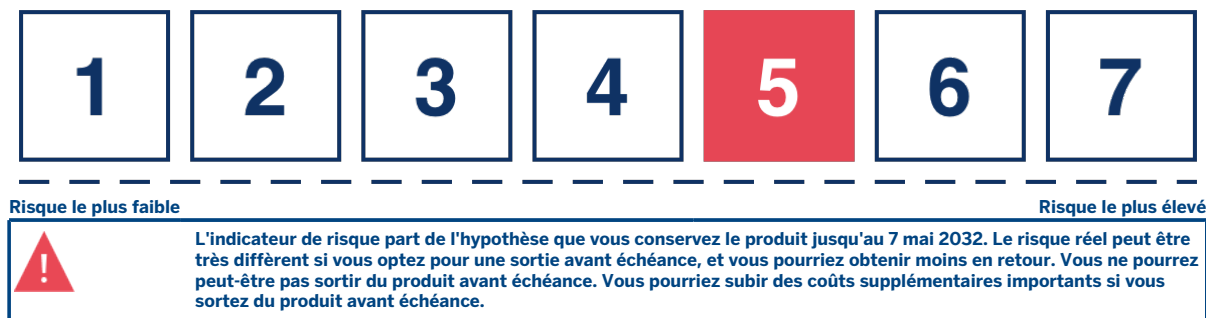 1 2 3 4 5 6 7
Risque le plus faible Risque le plus élevé
L'indicateur de risque part de l'hypothèse que vous conservez le produit jusqu'au 7 mai 2032. Le risque réel peut être
très diffèrent si vous optez pour une sortie avant échéance, et vous pourriez obtenir moins en retour. Vous ne pourrez
peut-être pas sortir du produit avant échéance. Vous pourriez subir des coûts supplémentaires importants si vous
sortez du produit avant échéance.